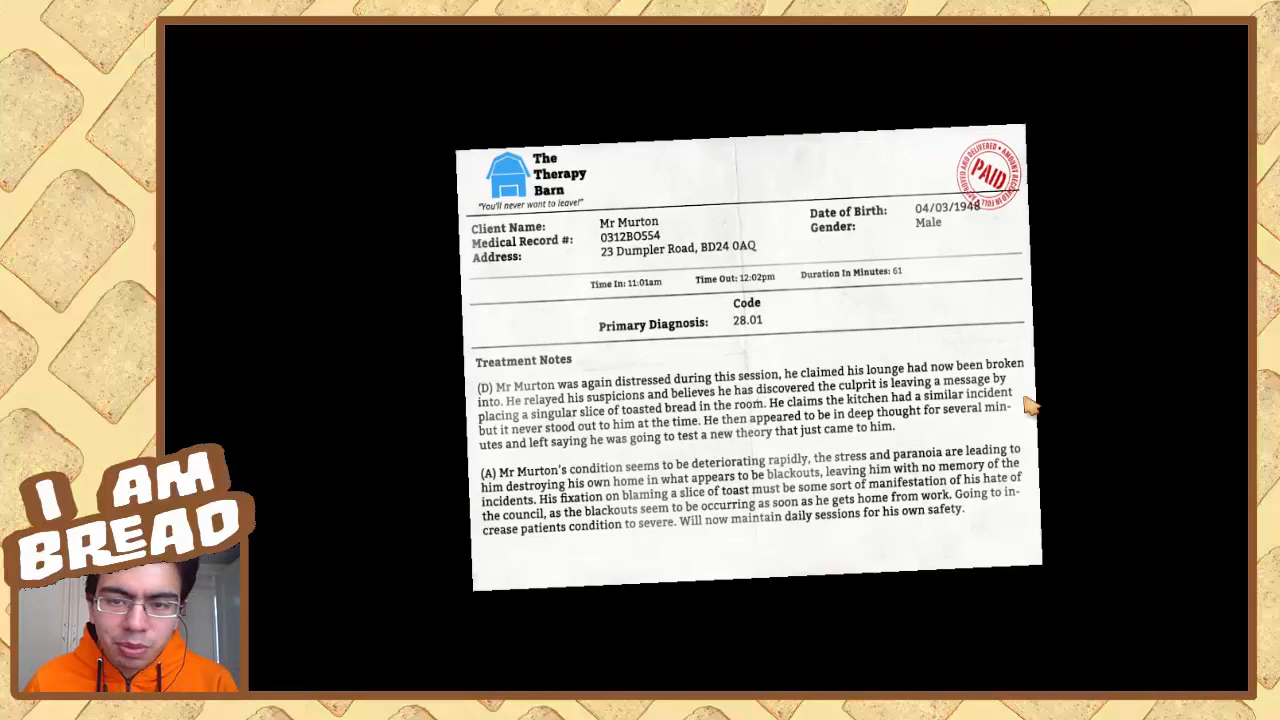 The
Therapy
Barn
"You'll never want to leave!"
APPROVED AND DELIVERED • AMOUNT RECEIVED IN FULL
PAID
Client Name: Mr Murton
Medical Record #: 0312BO554
Address: 23 Dumpler Road, BD24 0AQ
Date of Birth: 04/03/1948
Gender: Male
Time In: 11:01am Time Out: 12:02pm Duration In Minutes: 61
Code
Primary Diagnosis: 28.01
Treatment Notes
(D) Mr Murton was again distressed during this session, he claimed his lounge had now been broken
into. He relayed his suspicions and believes he has discovered the culprit is leaving a message by
placing a singular slice of toasted bread in the room. He claims the kitchen had a similar incident
but it never stood out to him at the time. He then appeared to be in deep thought for several min-
utes and left saying he was going to test a new theory that just came to him.
(A) Mr Murton's condition seems to be deteriorating rapidly, the stress and paranoia are leading to
him destroying his own home in what appears to be blackouts, leaving him with no memory of the
incidents. His fixation on blaming a slice of toast must be some sort of manifestation of his hate of
the council, as the blackouts seem to be occurring as soon as he gets home from work. Going to in-
crease patients condition to severe. Will now maintain daily sessions for his own safety.
I AM
BREAD